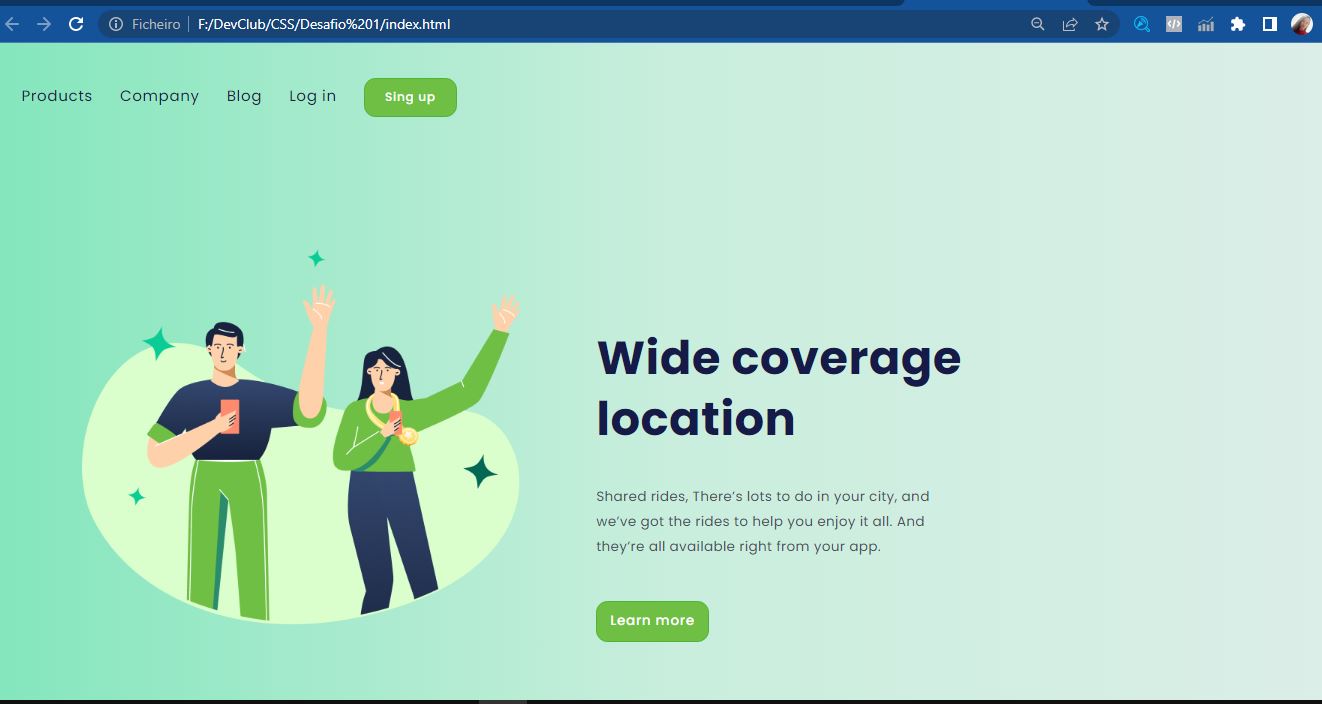 Ficheiro | F:/DevClub/CSS/Desafio%201/index.html
Products Company Blog Log in Sing up
Wide coverage
location
Shared rides, There’s lots to do in your city, and
we’ve got the rides to help you enjoy it all. And
they’re all available right from your app.
Learn more